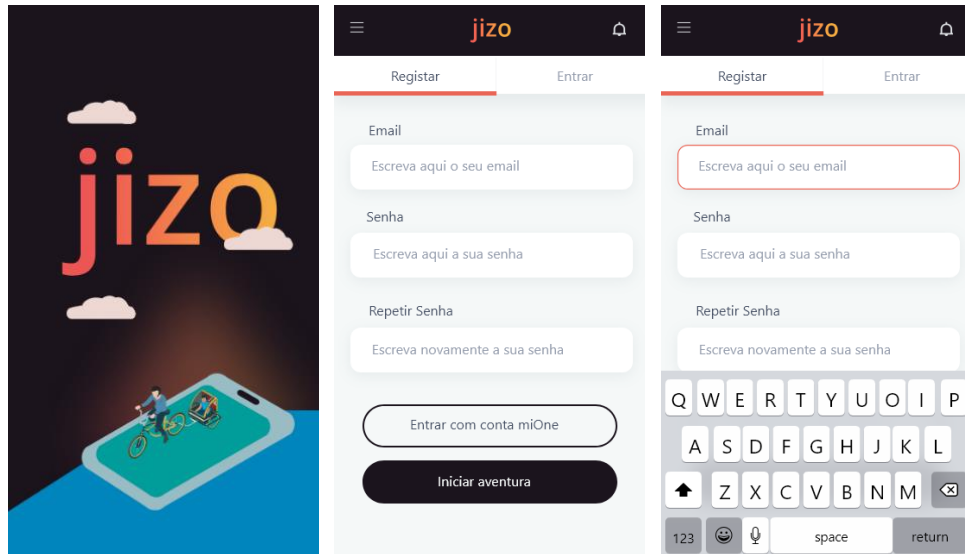 jizo
jizo
Registar
Entrar
Email
Escreva aqui o seu email
Senha
Escreva aqui a sua senha
Repetir Senha
Escreva novamente a sua senha
Entrar com conta miOne
Iniciar aventura
jizo
Registar
Entrar
Email
Escreva aqui o seu email
Senha
Escreva aqui a sua senha
Repetir Senha
Escreva novamente a sua senha
Q W E R T Y U O I P
A S D F G H J K L
Z X C V B N M
123 space return